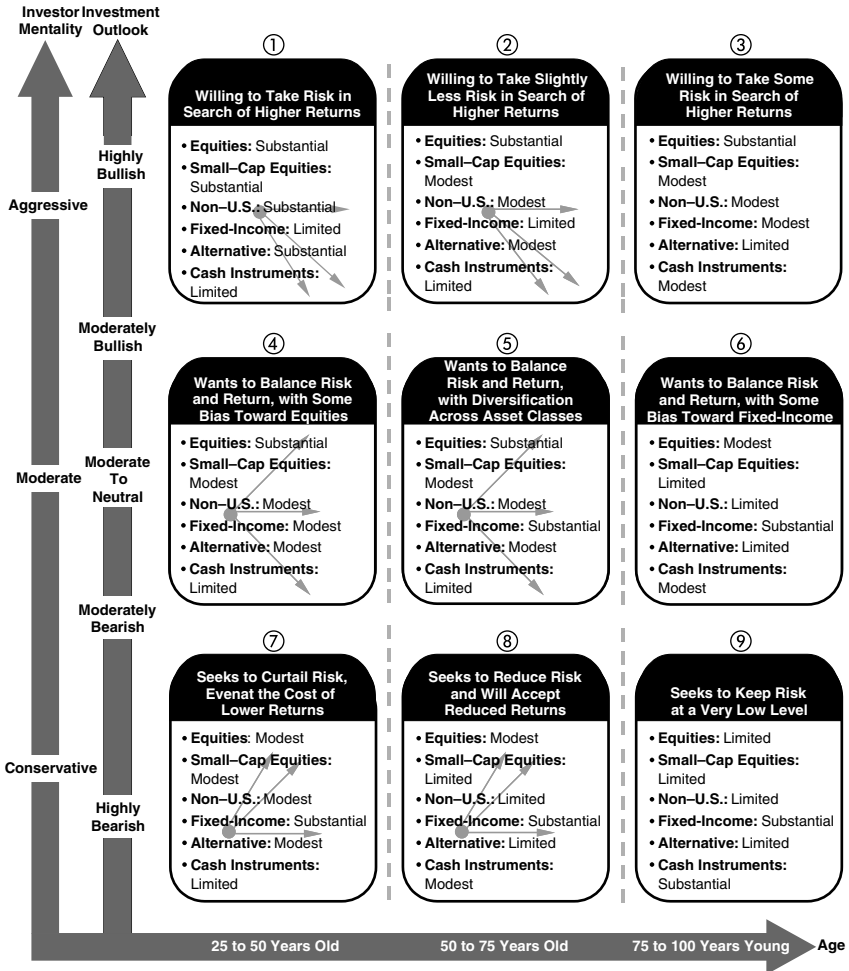 Investor Investment
Mentality Outlook
①
②
③
Willing to Take Risk in
Search of Higher Returns
• Equities: Substantial
• Small–Cap Equities:
Substantial
• Non–U.S.: Substantial
• Fixed-Income: Limited
• Alternative: Substantial
• Cash Instruments:
Limited
Willing to Take Slightly
Less Risk in Search of
Higher Returns
• Equities: Substantial
• Small–Cap Equities:
Modest
• Non–U.S.: Modest
• Fixed-Income: Limited
• Alternative: Modest
• Cash Instruments:
Limited
Willing to Take Some
Risk in Search of
Higher Returns
• Equities: Substantial
• Small–Cap Equities:
Modest
• Non–U.S.: Modest
• Fixed-Income: Modest
• Alternative: Limited
• Cash Instruments:
Modest
Highly
Bullish
Aggressive
Moderately
Bullish
④
⑤
⑥
Wants to Balance Risk
and Return, with Some
Bias Toward Equities
• Equities: Substantial
• Small–Cap Equities:
Modest
• Non–U.S.: Modest
• Fixed-Income: Modest
• Alternative: Modest
• Cash Instruments:
Limited
Wants to Balance
Risk and Return,
with Diversification
Across Asset Classes
• Equities: Substantial
• Small–Cap Equities:
Modest
• Non–U.S.: Modest
• Fixed-Income: Substantial
• Alternative: Modest
• Cash Instruments:
Limited
Wants to Balance Risk
and Return, with Some
Bias Toward Fixed-Income
• Equities: Modest
• Small–Cap Equities:
Limited
• Non–U.S.: Limited
• Fixed-Income: Substantial
• Alternative: Limited
• Cash Instruments:
Modest
Moderate
Moderate
To
Neutral
Moderately
Bearish
⑦
⑧
⑨
Seeks to Curtail Risk,
Evenat the Cost of
Lower Returns
• Equities: Modest
• Small–Cap Equities:
Modest
• Non–U.S.: Modest
• Fixed-Income: Substantial
• Alternative: Modest
• Cash Instruments:
Limited
Seeks to Reduce Risk
and Will Accept
Reduced Returns
• Equities: Modest
• Small–Cap Equities:
Limited
• Non–U.S.: Limited
• Fixed-Income: Substantial
• Alternative: Limited
• Cash Instruments:
Modest
Seeks to Keep Risk
at a Very Low Level
• Equities: Limited
• Small–Cap Equities:
Limited
• Non–U.S.: Limited
• Fixed-Income: Substantial
• Alternative: Limited
• Cash Instruments:
Substantial
Conservative
Highly
Bearish
25 to 50 Years Old
50 to 75 Years Old
75 to 100 Years Young
Age